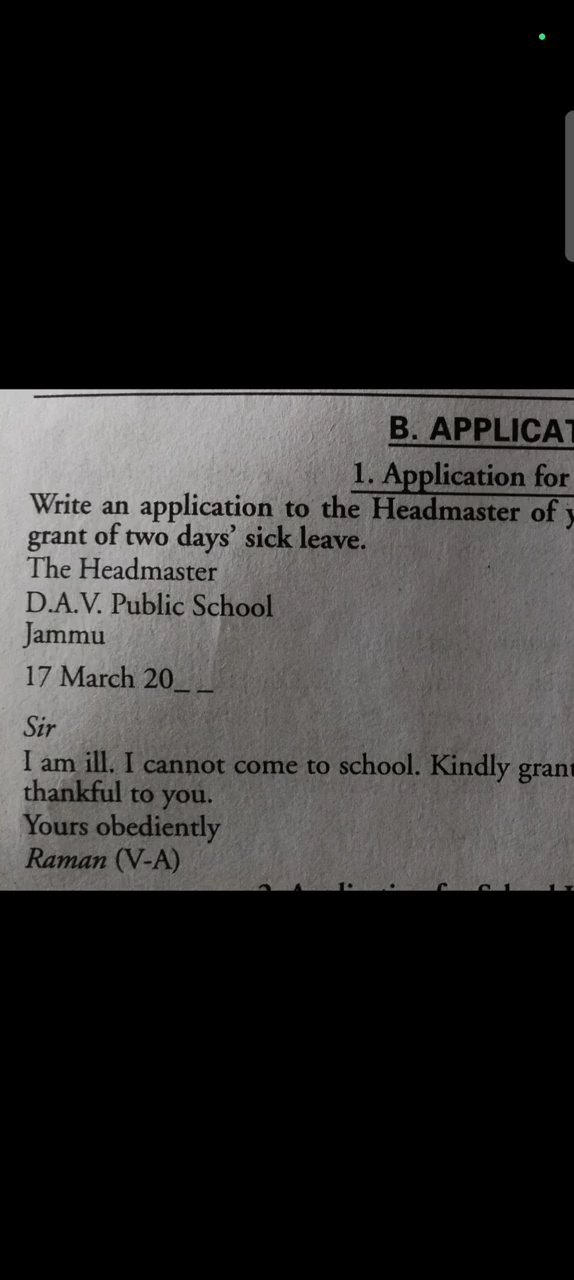 B. APPLICAT
1. Application for
Write an application to the Headmaster of y
grant of two days' sick leave.
The Headmaster
D.A.V. Public School
Jammu
17 March 20_ _
Sir
I am ill. I cannot come to school. Kindly grant
thankful to you.
Yours obediently
Raman (V-A)